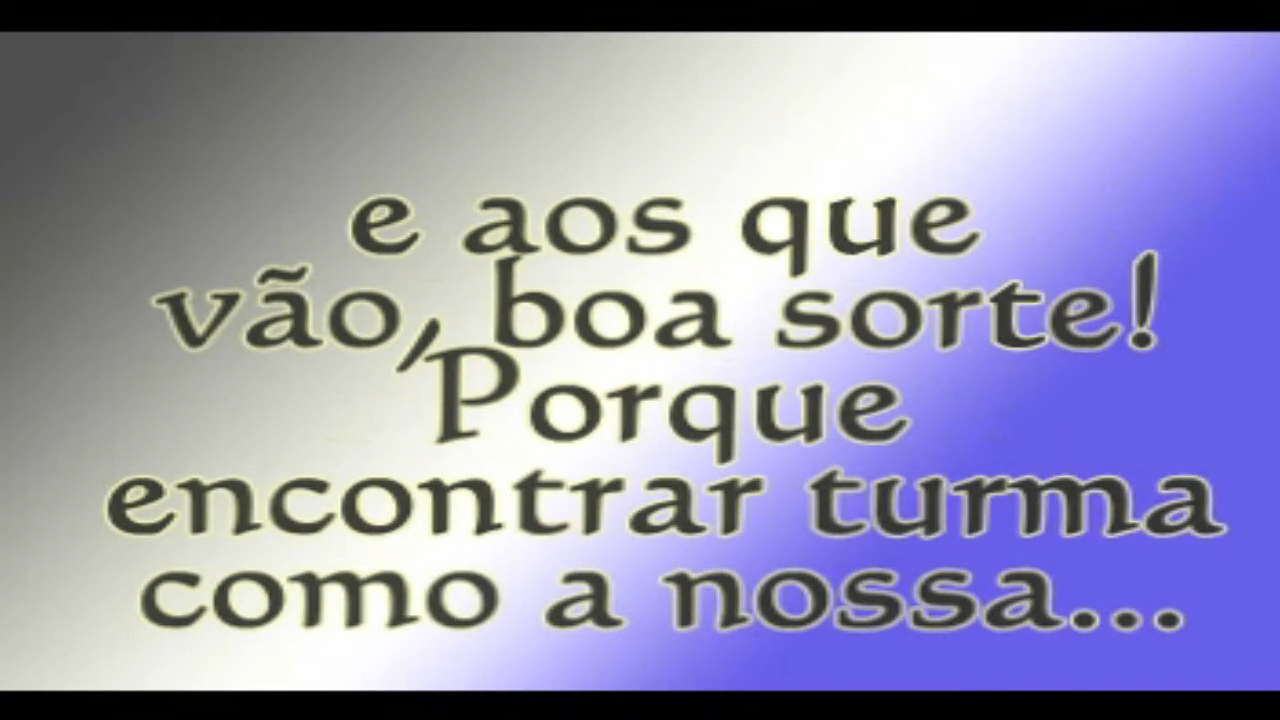 e aos que
vão, boa sorte!
Porque
encontrar turma
como a nossa...